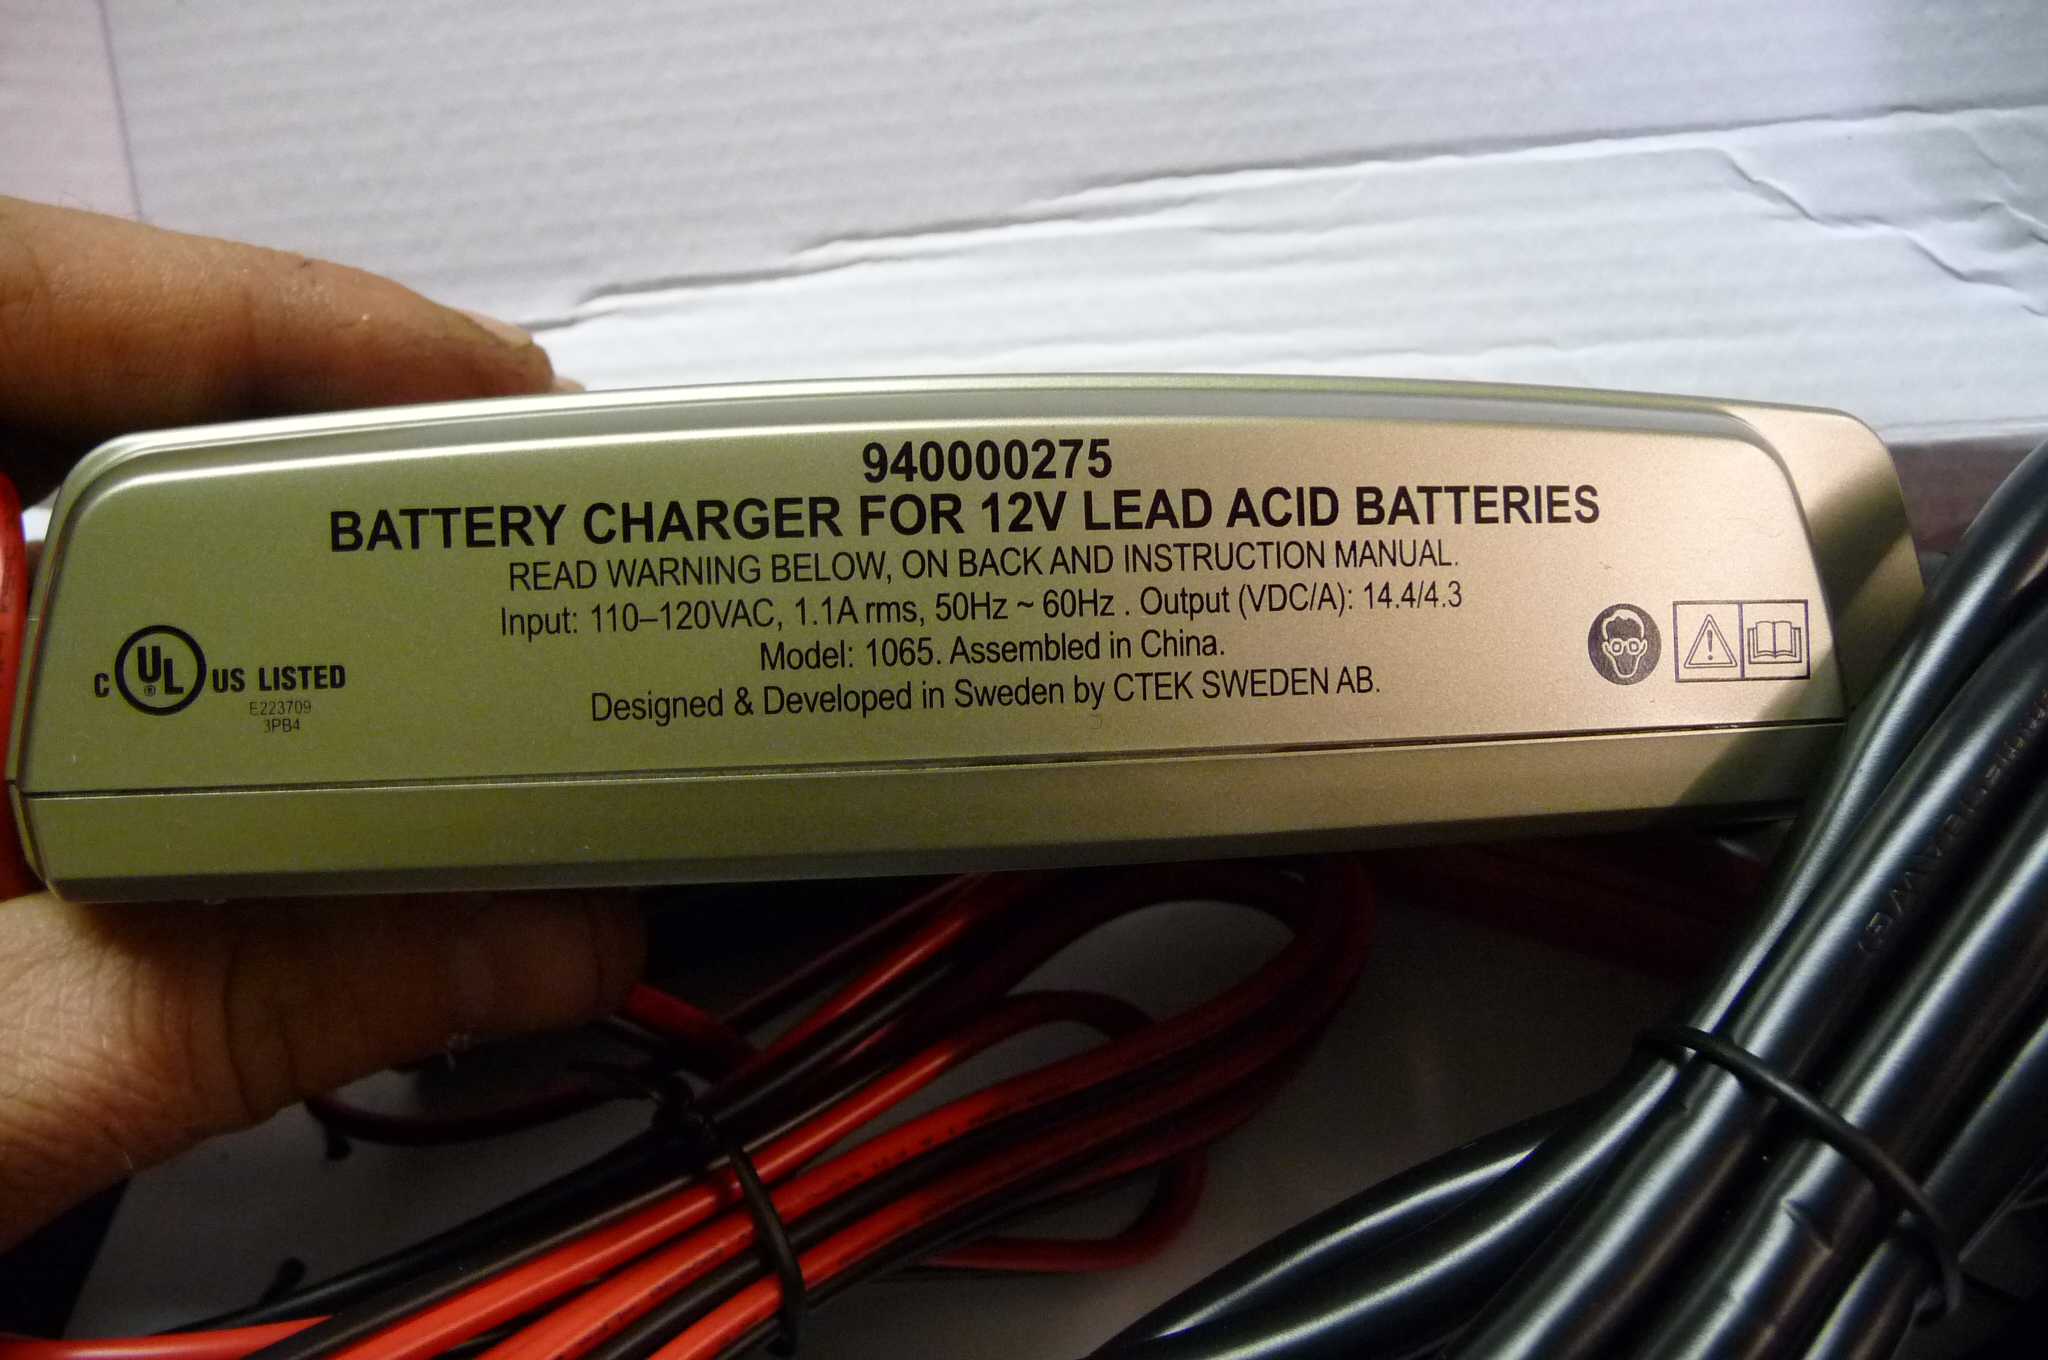 940000275
BATTERY CHARGER FOR 12V LEAD ACID BATTERIES
READ WARNING BELOW, ON BACK AND INSTRUCTION MANUAL.
Input: 110–120VAC, 1.1A rms, 50Hz ~ 60Hz . Output (VDC/A): 14.4/4.3
Model: 1065. Assembled in China.
Designed & Developed in Sweden by CTEK SWEDEN AB.
C UL ® US LISTED
E223709
3PB4